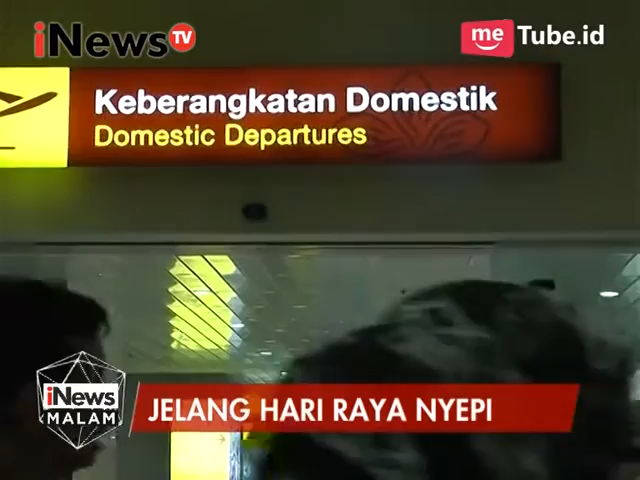 iNews TV
me Tube.id
Keberangkatan Domestik
Domestic Departures
iNews
MALAM
JELANG HARI RAYA NYEPI